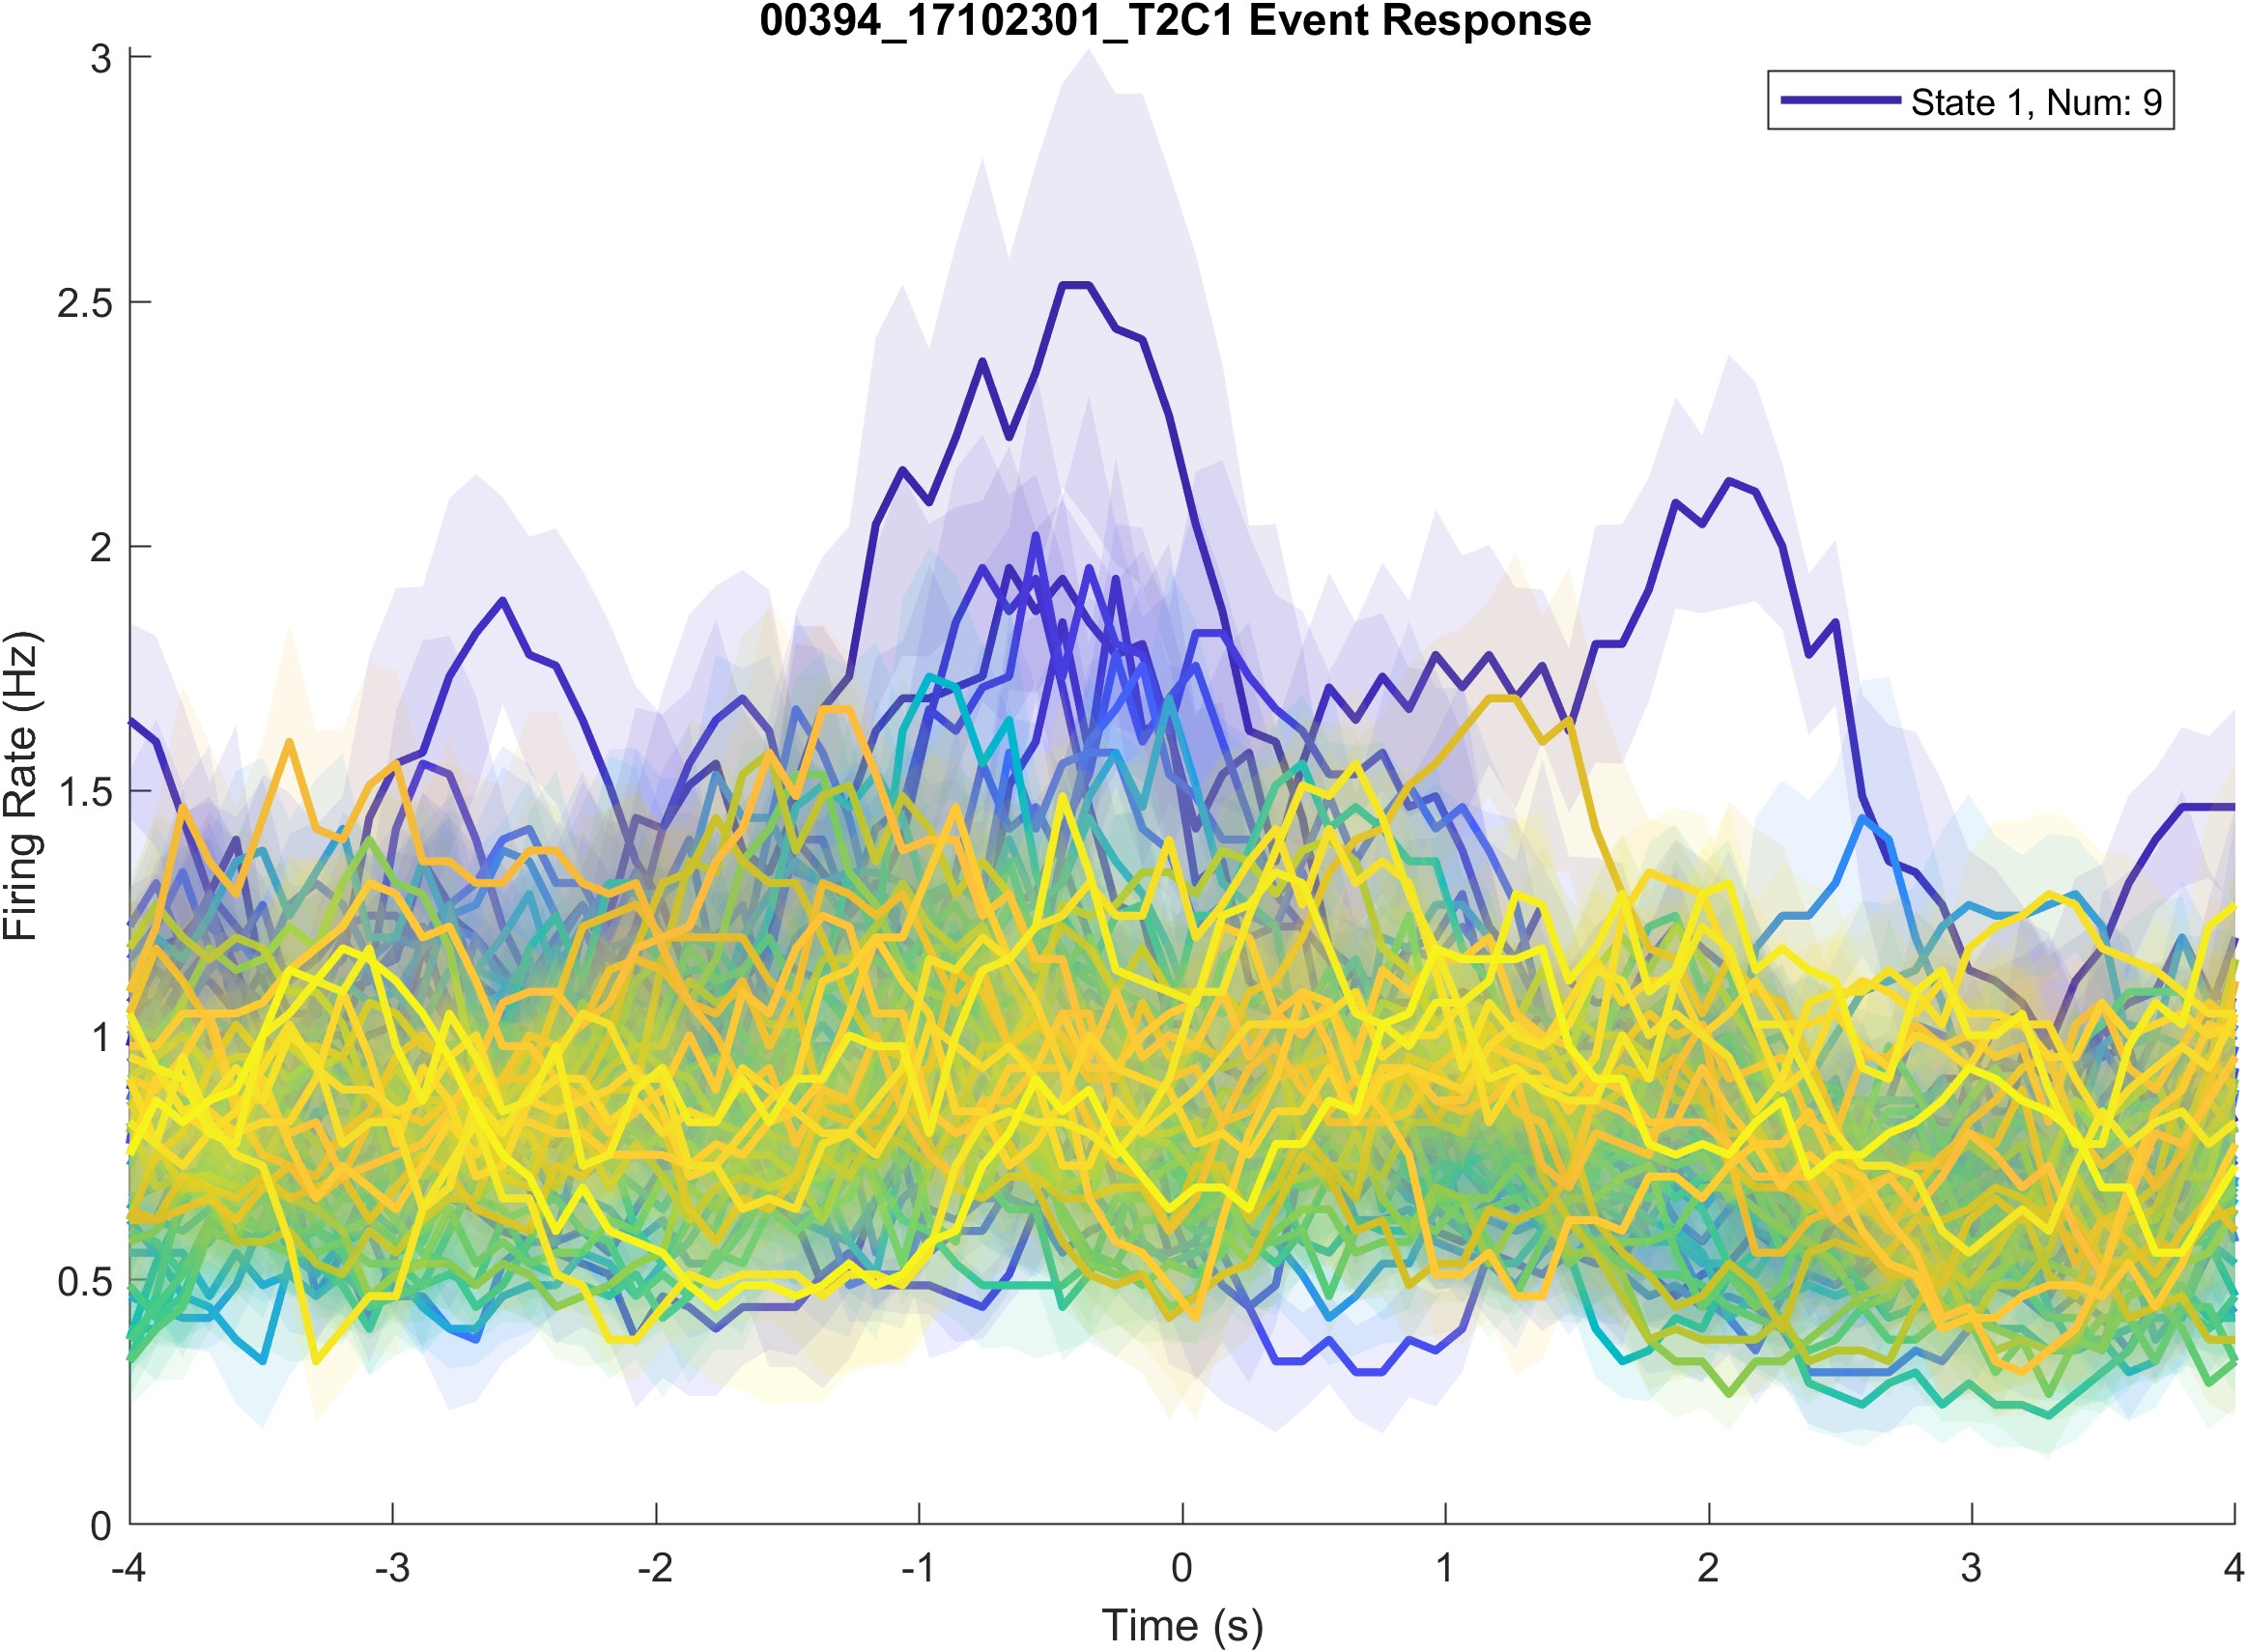 00394_17102301_T2C1 Event Response
State 1, Num: 9
Firing Rate (Hz)
3
2.5
2
1.5
1
0.5
0
-4 -3 -2 -1 0 1 2 3 4
Time (s)